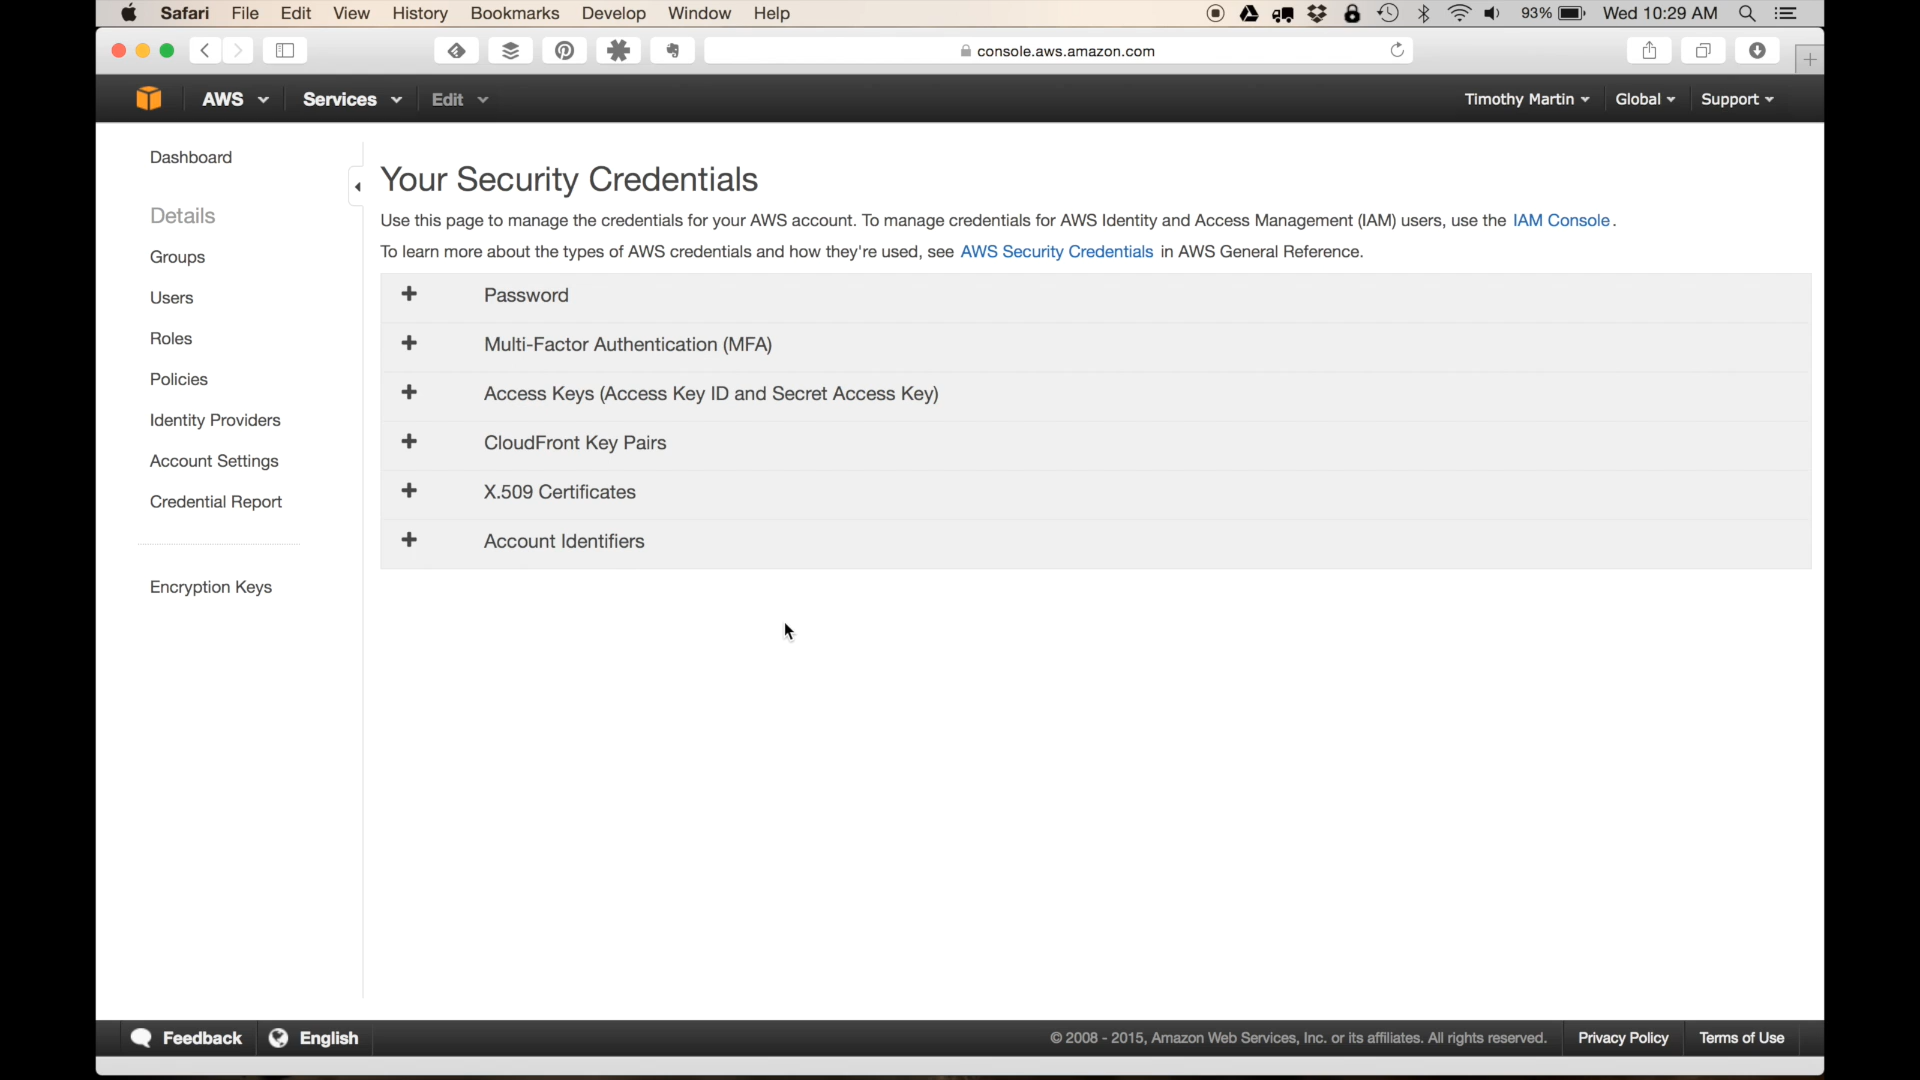 Safari File Edit View History Bookmarks Develop Window Help 93% Wed 10:29 AM
console.aws.amazon.com
AWS Services Edit Timothy Martin Global Support
Dashboard
Details
Groups
Users
Roles
Policies
Identity Providers
Account Settings
Credential Report
Encryption Keys
Your Security Credentials
Use this page to manage the credentials for your AWS account. To manage credentials for AWS Identity and Access Management (IAM) users, use the IAM Console.
To learn more about the types of AWS credentials and how they're used, see AWS Security Credentials in AWS General Reference.
Password
Multi-Factor Authentication (MFA)
Access Keys (Access Key ID and Secret Access Key)
CloudFront Key Pairs
X.509 Certificates
Account Identifiers
Feedback English © 2008 - 2015, Amazon Web Services, Inc. or its affiliates. All rights reserved. Privacy Policy Terms of Use